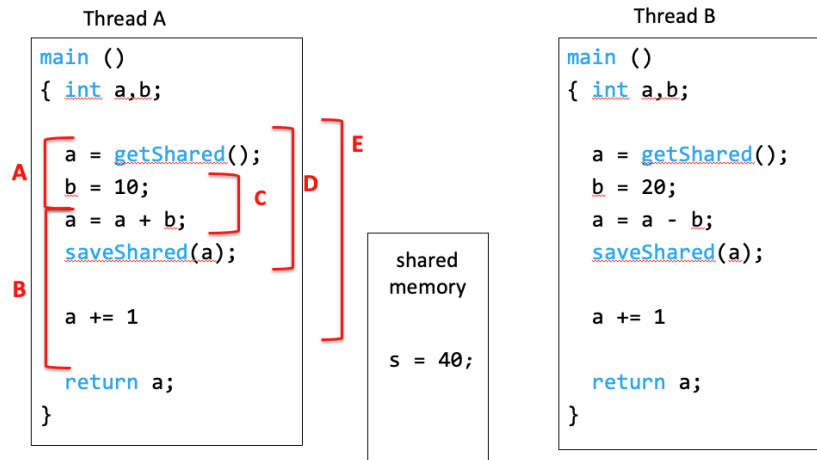 Thread A
main ()
{ int a,b;
a = getShared();
b = 10;
a = a + b;
saveShared(a);
a += 1
return a;
}
A
B
C
D
E
shared
memory
s = 40;
Thread B
main ()
{ int a,b;
a = getShared();
b = 20;
a = a - b;
saveShared(a);
a += 1
return a;
}